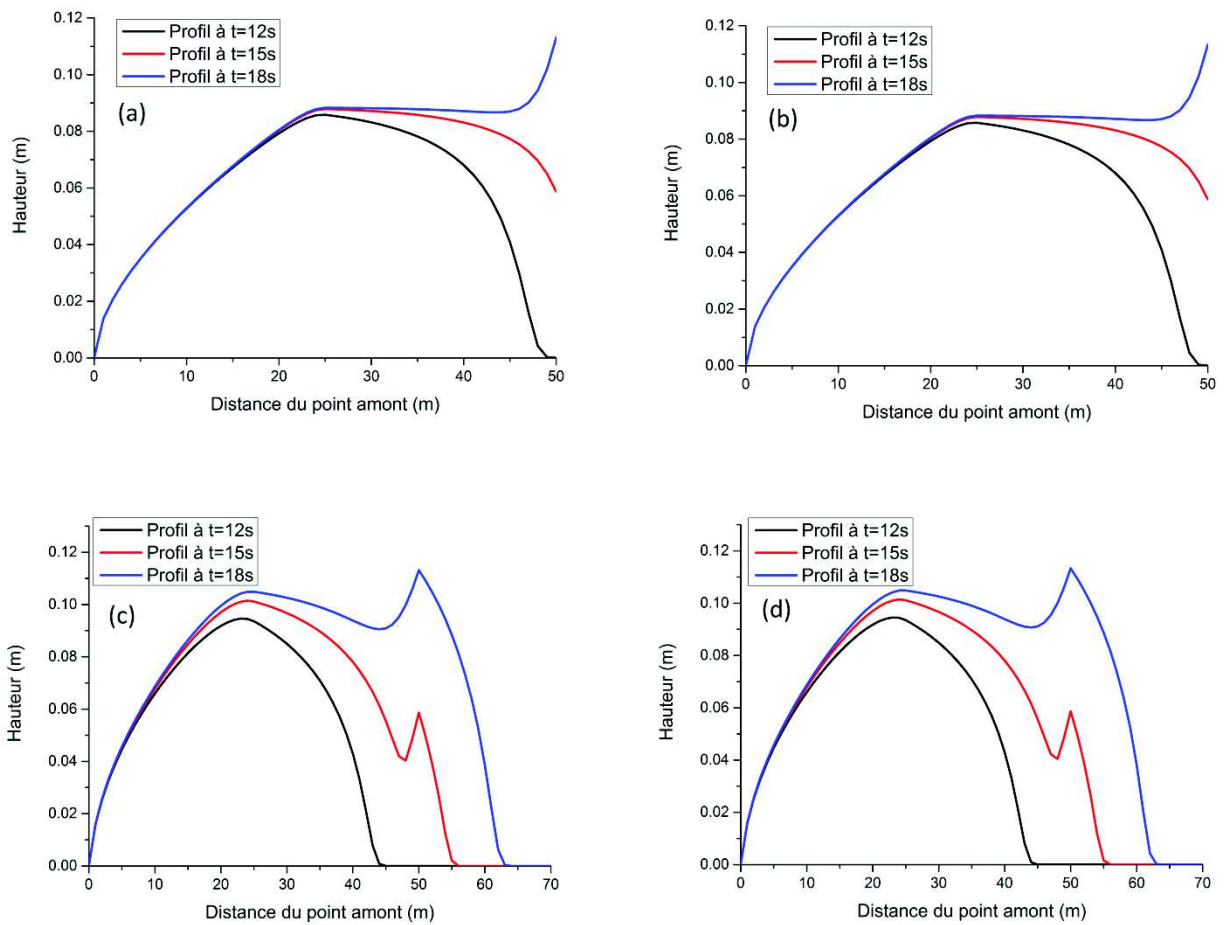 Profil à t=12s
Profil à t=15s
Profil à t=18s
(a)
Hauteur (m)
0.12
0.10
0.08
0.06
0.04
0.02
0.00
0 10 20 30 40 50
Distance du point amont (m)
Profil à t=12s
Profil à t=15s
Profil à t=18s
(b)
Hauteur (m)
0.12
0.10
0.08
0.06
0.04
0.02
0.00
0 10 20 30 40 50
Distance du point amont (m)
Profil à t=12s
Profil à t=15s
Profil à t=18s
(c)
Hauteur (m)
0.12
0.10
0.08
0.06
0.04
0.02
0.00
0 10 20 30 40 50 60 70
Distance du point amont (m)
Profil à t=12s
Profil à t=15s
Profil à t=18s
(d)
Hauteur (m)
0.12
0.10
0.08
0.06
0.04
0.02
0.00
0 10 20 30 40 50 60 70
Distance du point amont (m)